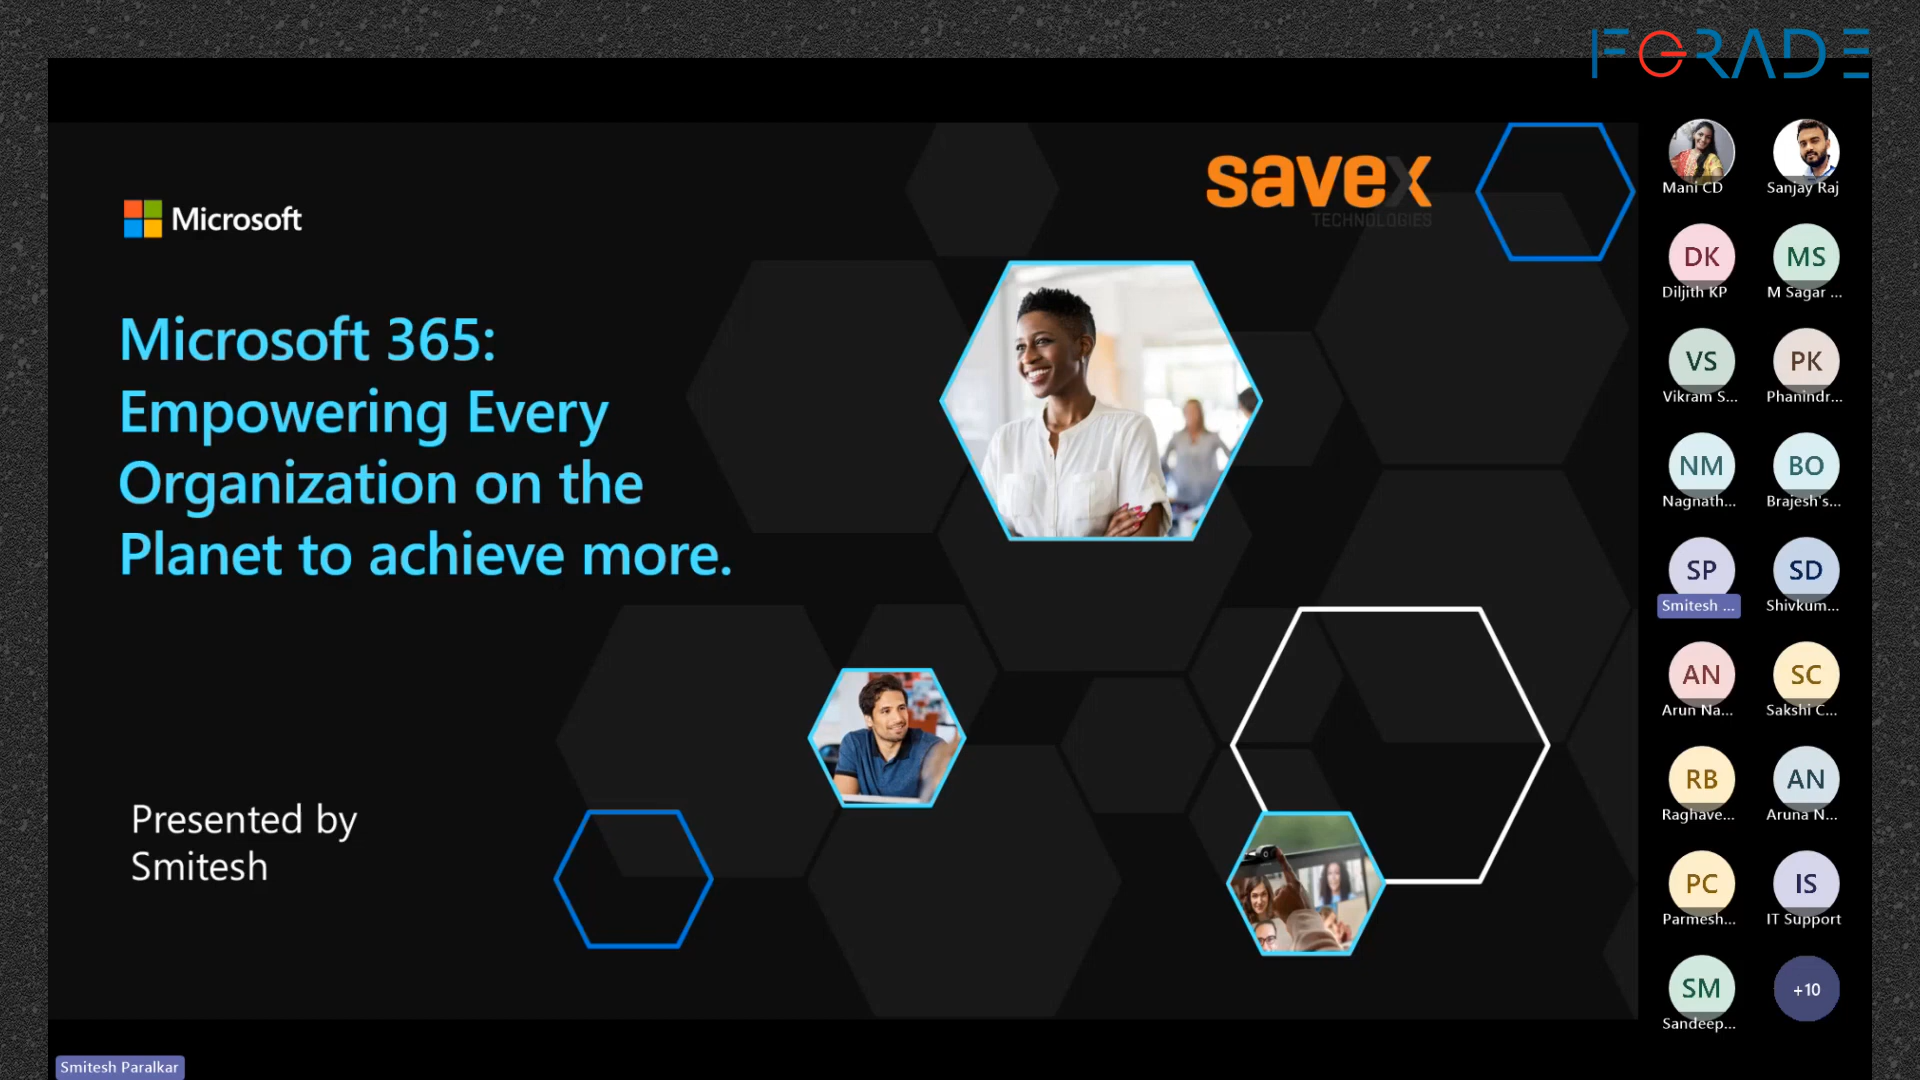 FGRADE
savex
TECHNOLOGIES
Microsoft
Microsoft 365:
Empowering Every
Organization on the
Planet to achieve more.
Presented by
Smitesh
Mani CD
Sanjay Raj
DK
MS
Diljith KP
M Sagar ...
VS
PK
Vikram S...
Phanindr...
NM
BO
Nagnath...
Brajesh's...
SP
SD
Smitesh ...
Shivkum...
AN
SC
Arun Na...
Sakshi C...
RB
AN
Raghave...
Aruna N...
PC
IS
Parmesh...
IT Support
SM
+10
Sandeep...
Smitesh Paralkar